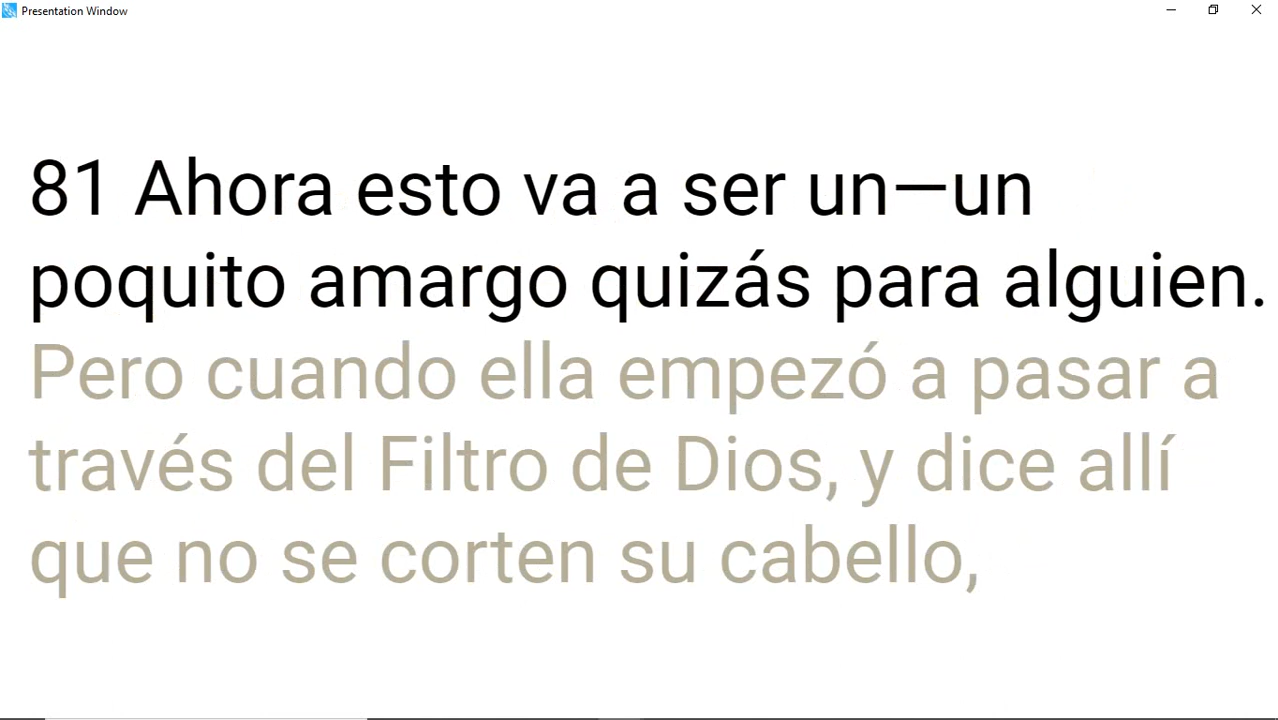 Presentation Window
81 Ahora esto va a ser un—un
poquito amargo quizás para alguien.
Pero cuando ella empezó a pasar a
través del Filtro de Dios, y dice allí
que no se corten su cabello,